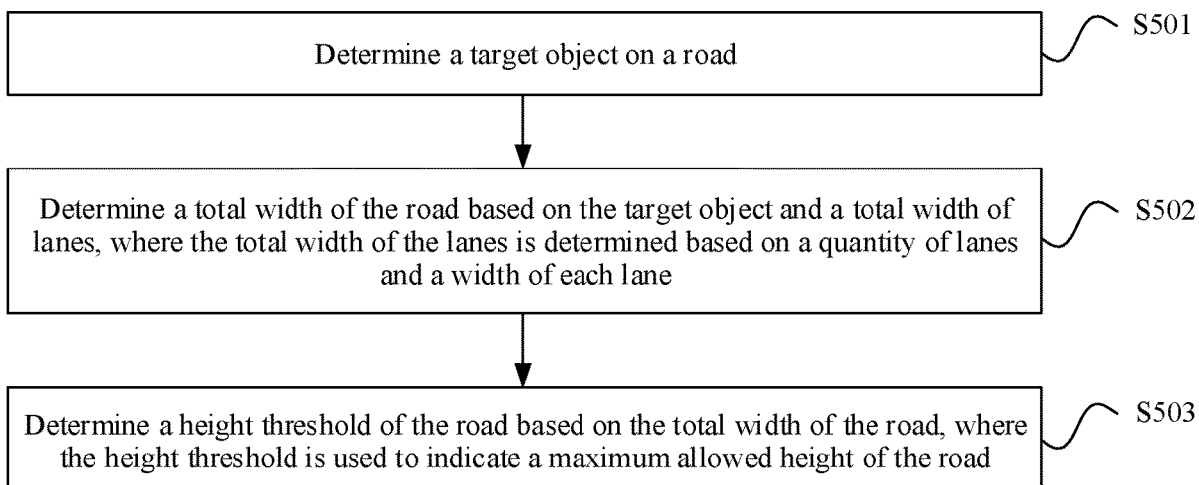 Determine a target object on a road
S501
Determine a total width of the road based on the target object and a total width of
lanes, where the total width of the lanes is determined based on a quantity of lanes
and a width of each lane
S502
Determine a height threshold of the road based on the total width of the road, where
the height threshold is used to indicate a maximum allowed height of the road
S503